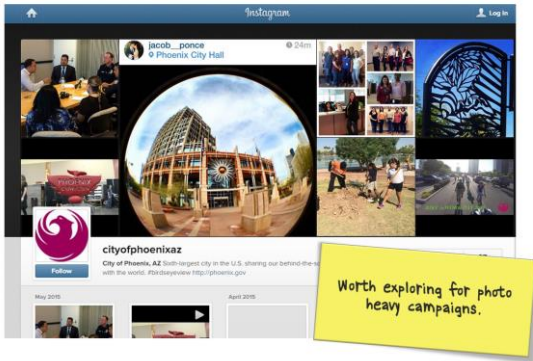 Instagram
Log in
jacob__ponce
24m
Phoenix City Hall
PHOENIX
cityofphoenixaz
City of Phoenix, AZ Sixth-largest city in the U.S. sharing our behind-the-s
with the world. #birdseyeview http://phoenix.gov
Follow
Worth exploring for photo
heavy campaigns.
May 2015
April 2015